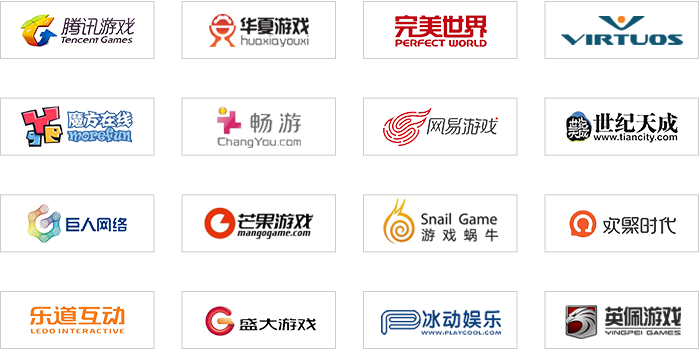 腾讯游戏
Tencent Games
华夏游戏
huaxiayouxi
完美世界
PERFECT WORLD
VIRTUOS
魔方在线
morefun
畅游
ChangYou.com
网易游戏
世纪天成
www.tiancity.com
巨人网络
芒果游戏
mangogame.com
Snail Game
游戏蜗牛
欢聚时代
乐道互动
LEDO INTERACTIVE
盛大游戏
冰动娱乐
WWW.PLAYCOOL.COM
英佩游戏
YINGPEI GAMES